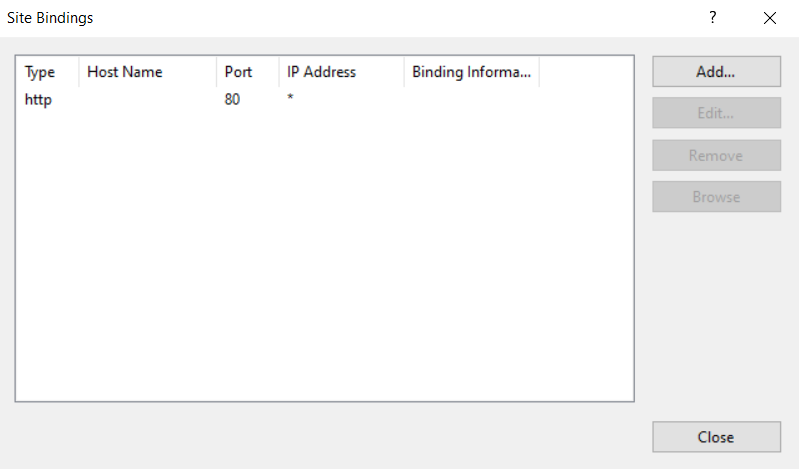 Site Bindings
?
Type Host Name Port IP Address Binding Informa...
http 80 *
Add...
Edit...
Remove
Browse
Close